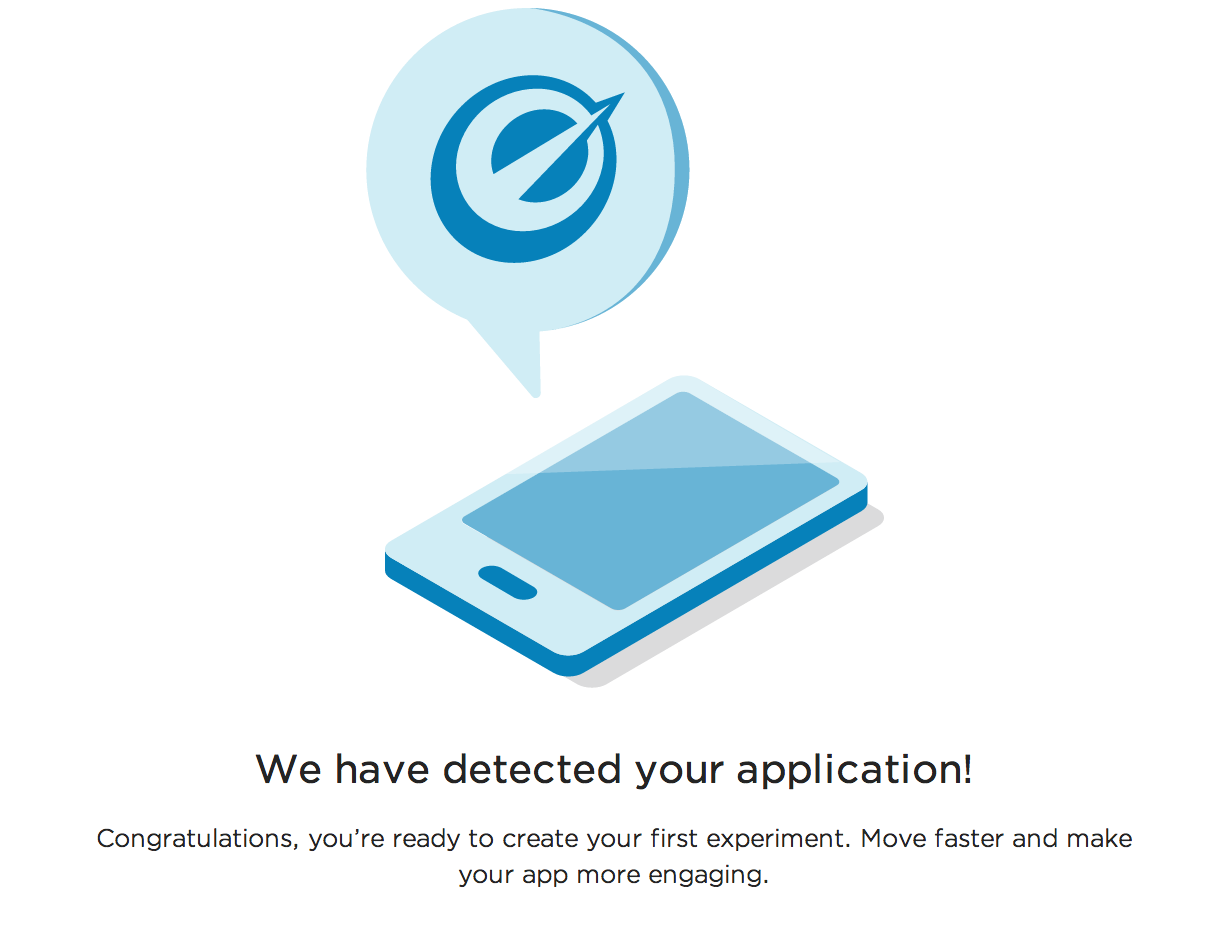 We have detected your application!
Congratulations, you’re ready to create your first experiment. Move faster and make
your app more engaging.